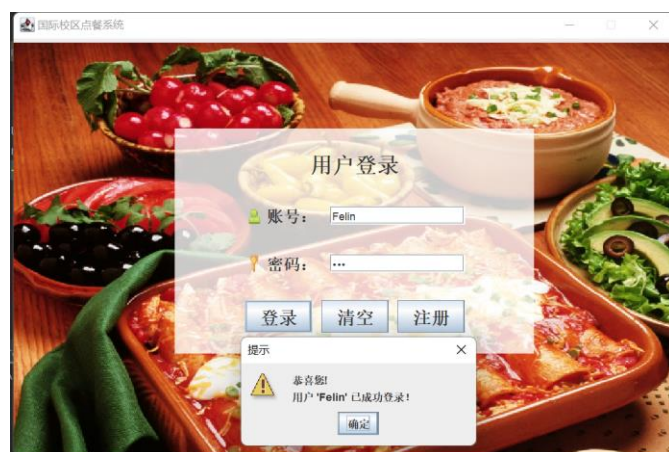 国际校区点餐系统
用户登录
账号： Felin
密码： •••
登录 清空 注册
提示
恭喜您!
用户 'Felin' 已成功登录!
确定